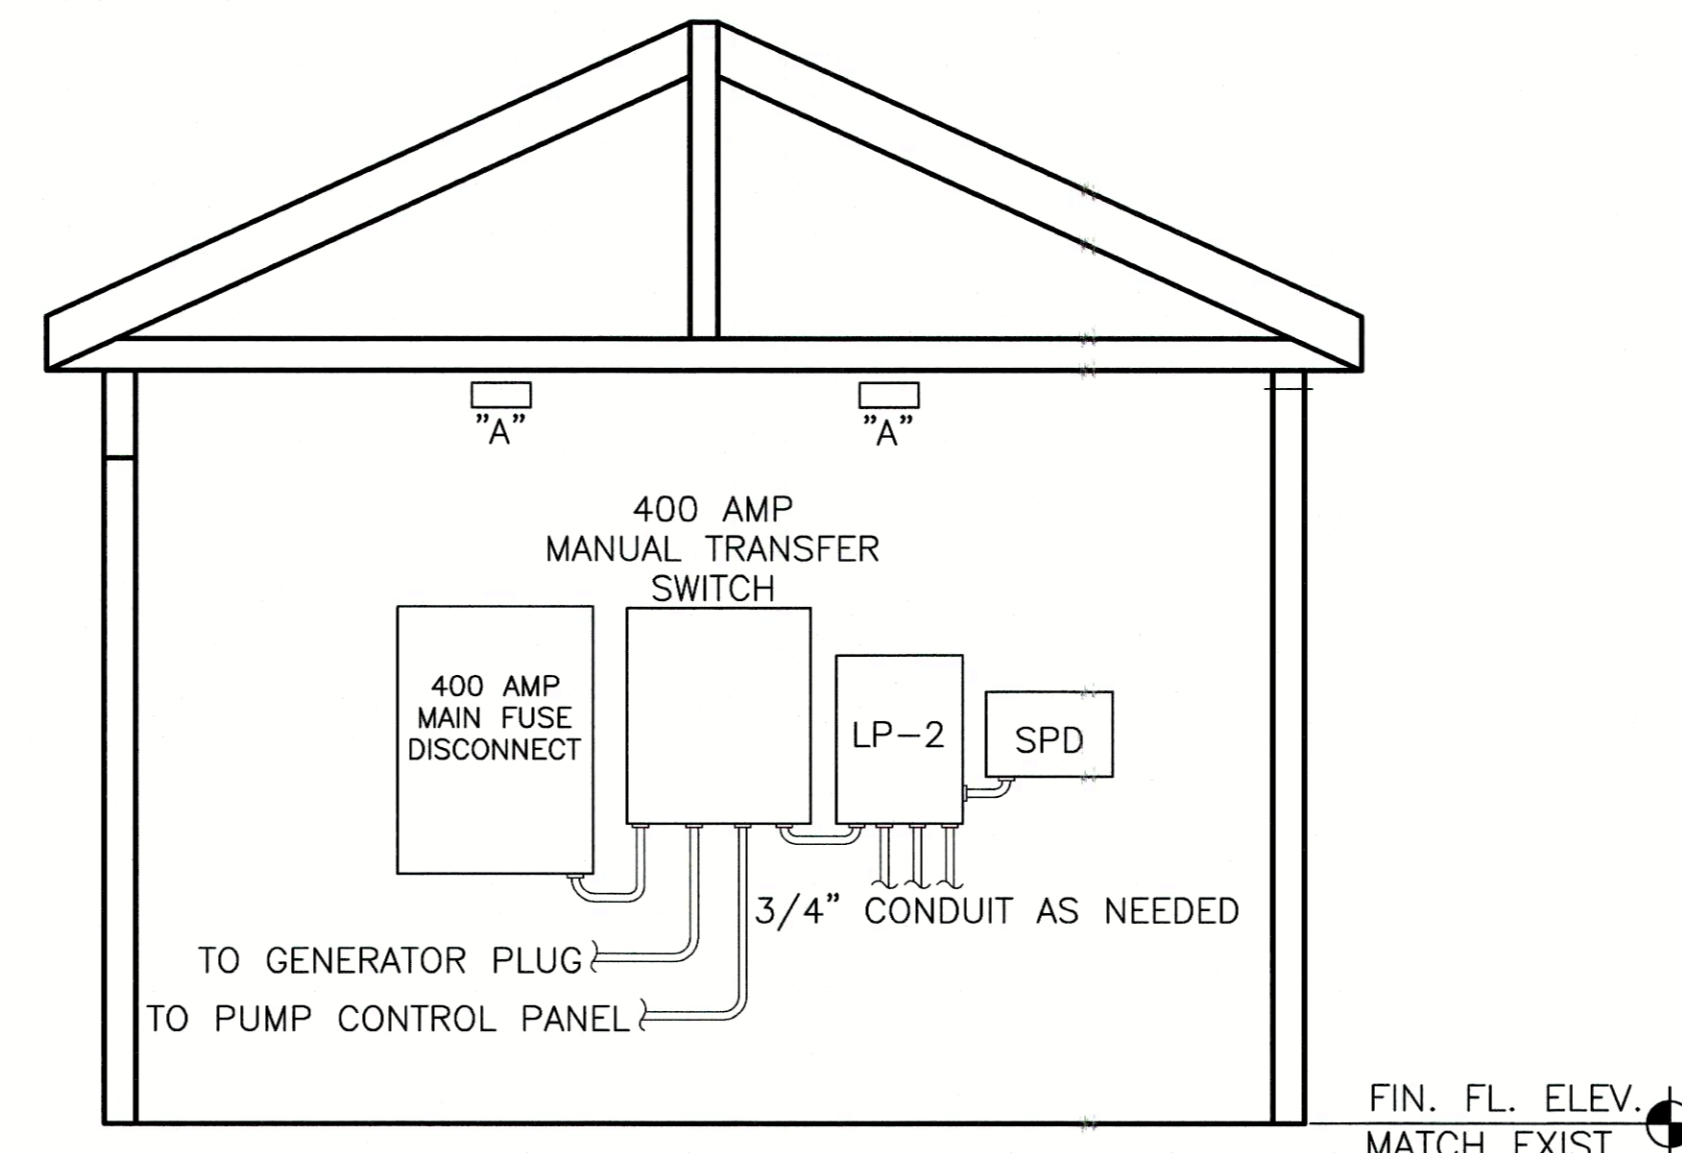 ”A”
”A”
400 AMP
MANUAL TRANSFER
SWITCH
400 AMP
MAIN FUSE
DISCONNECT
LP-2
SPD
3/4” CONDUIT AS NEEDED
TO GENERATOR PLUG
TO PUMP CONTROL PANEL
FIN. FL. ELEV.
MATCH EXIST